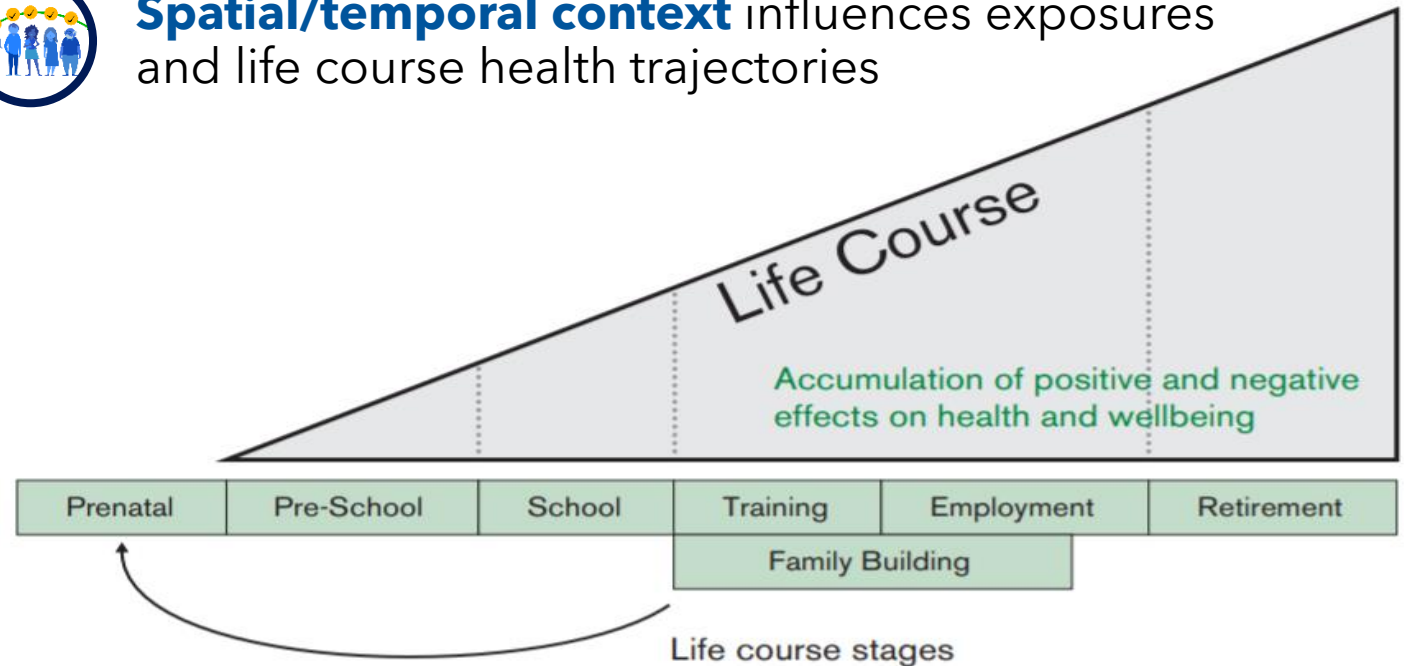 Spatial/temporal context influences exposures
and life course health trajectories
Life Course
Accumulation of positive and negative
effects on health and wellbeing
Prenatal
Pre-School
School
Training
Employment
Retirement
Family Building
Life course stages